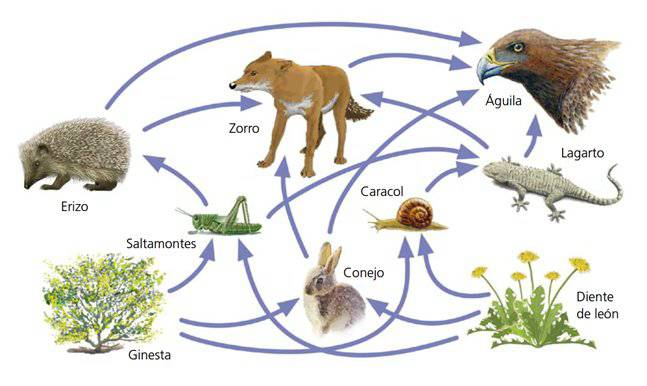 Águila
Zorro
Lagarto
Erizo
Caracol
Saltamontes
Conejo
Diente
de león
Ginesta